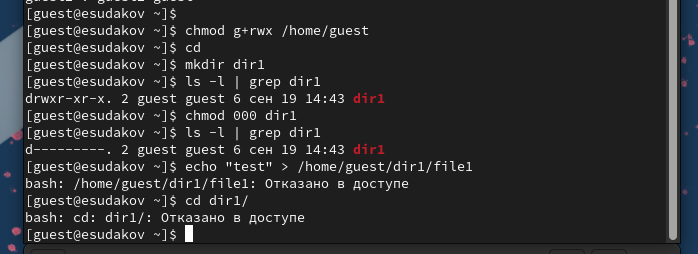 [guest@esudakov ~]$
[guest@esudakov ~]$ chmod g+rwx /home/guest
[guest@esudakov ~]$ cd
[guest@esudakov ~]$ mkdir dir1
[guest@esudakov ~]$ ls -l | grep dir1
drwxr-xr-x. 2 guest guest 6 сен 19 14:43 dir1
[guest@esudakov ~]$ chmod 000 dir1
[guest@esudakov ~]$ ls -l | grep dir1
d---------. 2 guest guest 6 сен 19 14:43 dir1
[guest@esudakov ~]$ echo "test" > /home/guest/dir1/file1
bash: /home/guest/dir1/file1: Отказано в доступе
[guest@esudakov ~]$ cd dir1/
bash: cd: dir1/: Отказано в доступе
[guest@esudakov ~]$